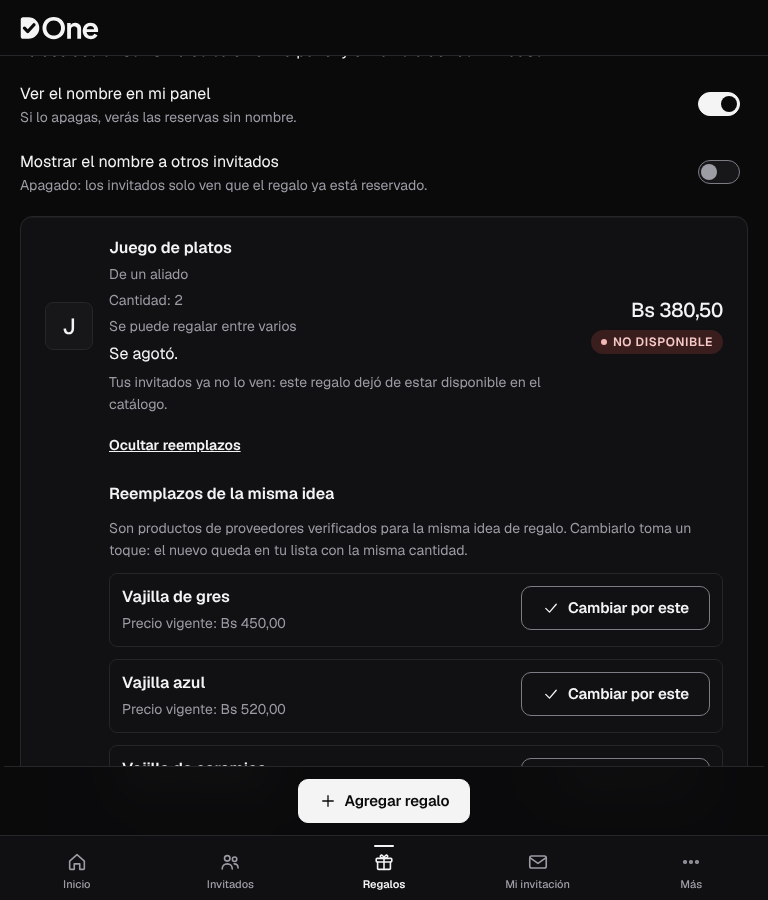 One
Ver el nombre en mi panel
Si lo apagas, verás las reservas sin nombre.
Mostrar el nombre a otros invitados
Apagado: los invitados solo ven que el regalo ya está reservado.
Juego de platos
De un aliado
Cantidad: 2
Se puede regalar entre varios
J
Bs 380,50
NO DISPONIBLE
Se agotó.
Tus invitados ya no lo ven: este regalo dejó de estar disponible en el
catálogo.
Ocultar reemplazos
Reemplazos de la misma idea
Son productos de proveedores verificados para la misma idea de regalo. Cambiarlo toma un
toque: el nuevo queda en tu lista con la misma cantidad.
Vajilla de gres
Precio vigente: Bs 450,00
Cambiar por este
Vajilla azul
Precio vigente: Bs 520,00
Cambiar por este
Agregar regalo
Inicio
Invitados
Regalos
Mi invitación
Más